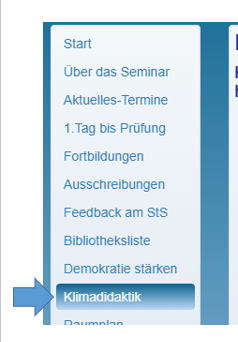 Start
Über das Seminar
Aktuelles-Termine
1.Tag bis Prüfung
Fortbildungen
Ausschreibungen
Feedback am StS
Bibliotheksliste
Demokratie stärken
Klimadidaktik
Raumplan